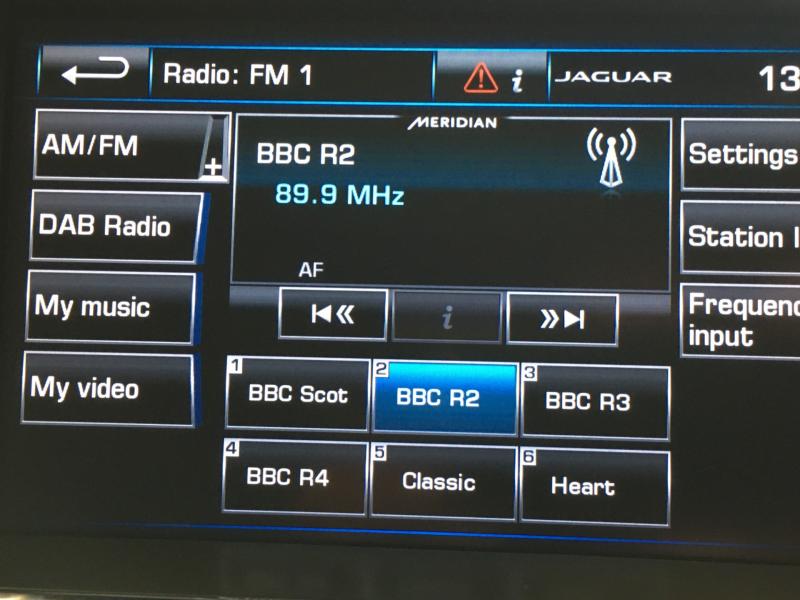 Radio: FM 1
i
JAGUAR
13
AM/FM
+
DAB Radio
My music
My video
MERIDIAN
BBC R2
89.9 MHz
AF
i
Settings
Station
Frequenc
input
1
BBC Scot
2
BBC R2
3
BBC R3
4
BBC R4
5
Classic
6
Heart